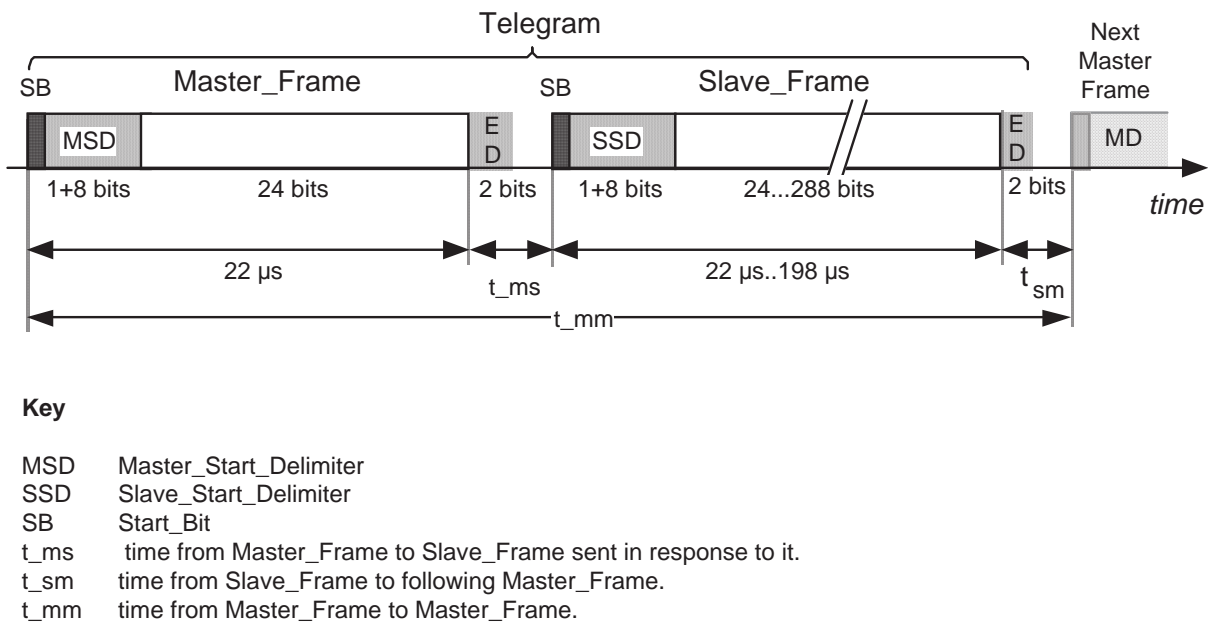 Telegram
Next
Master
Frame
SB
Master_Frame
SB
Slave_Frame
MSD
E
D
SSD
E
D
MD
1+8 bits
24 bits
2 bits
1+8 bits
24...288 bits
2 bits
time
22 µs
t_ms
22 µs..198 µs
t sm
t_mm
Key
MSD Master_Start_Delimiter
SSD Slave_Start_Delimiter
SB Start_Bit
t_ms time from Master_Frame to Slave_Frame sent in response to it.
t_sm time from Slave_Frame to following Master_Frame.
t_mm time from Master_Frame to Master_Frame.